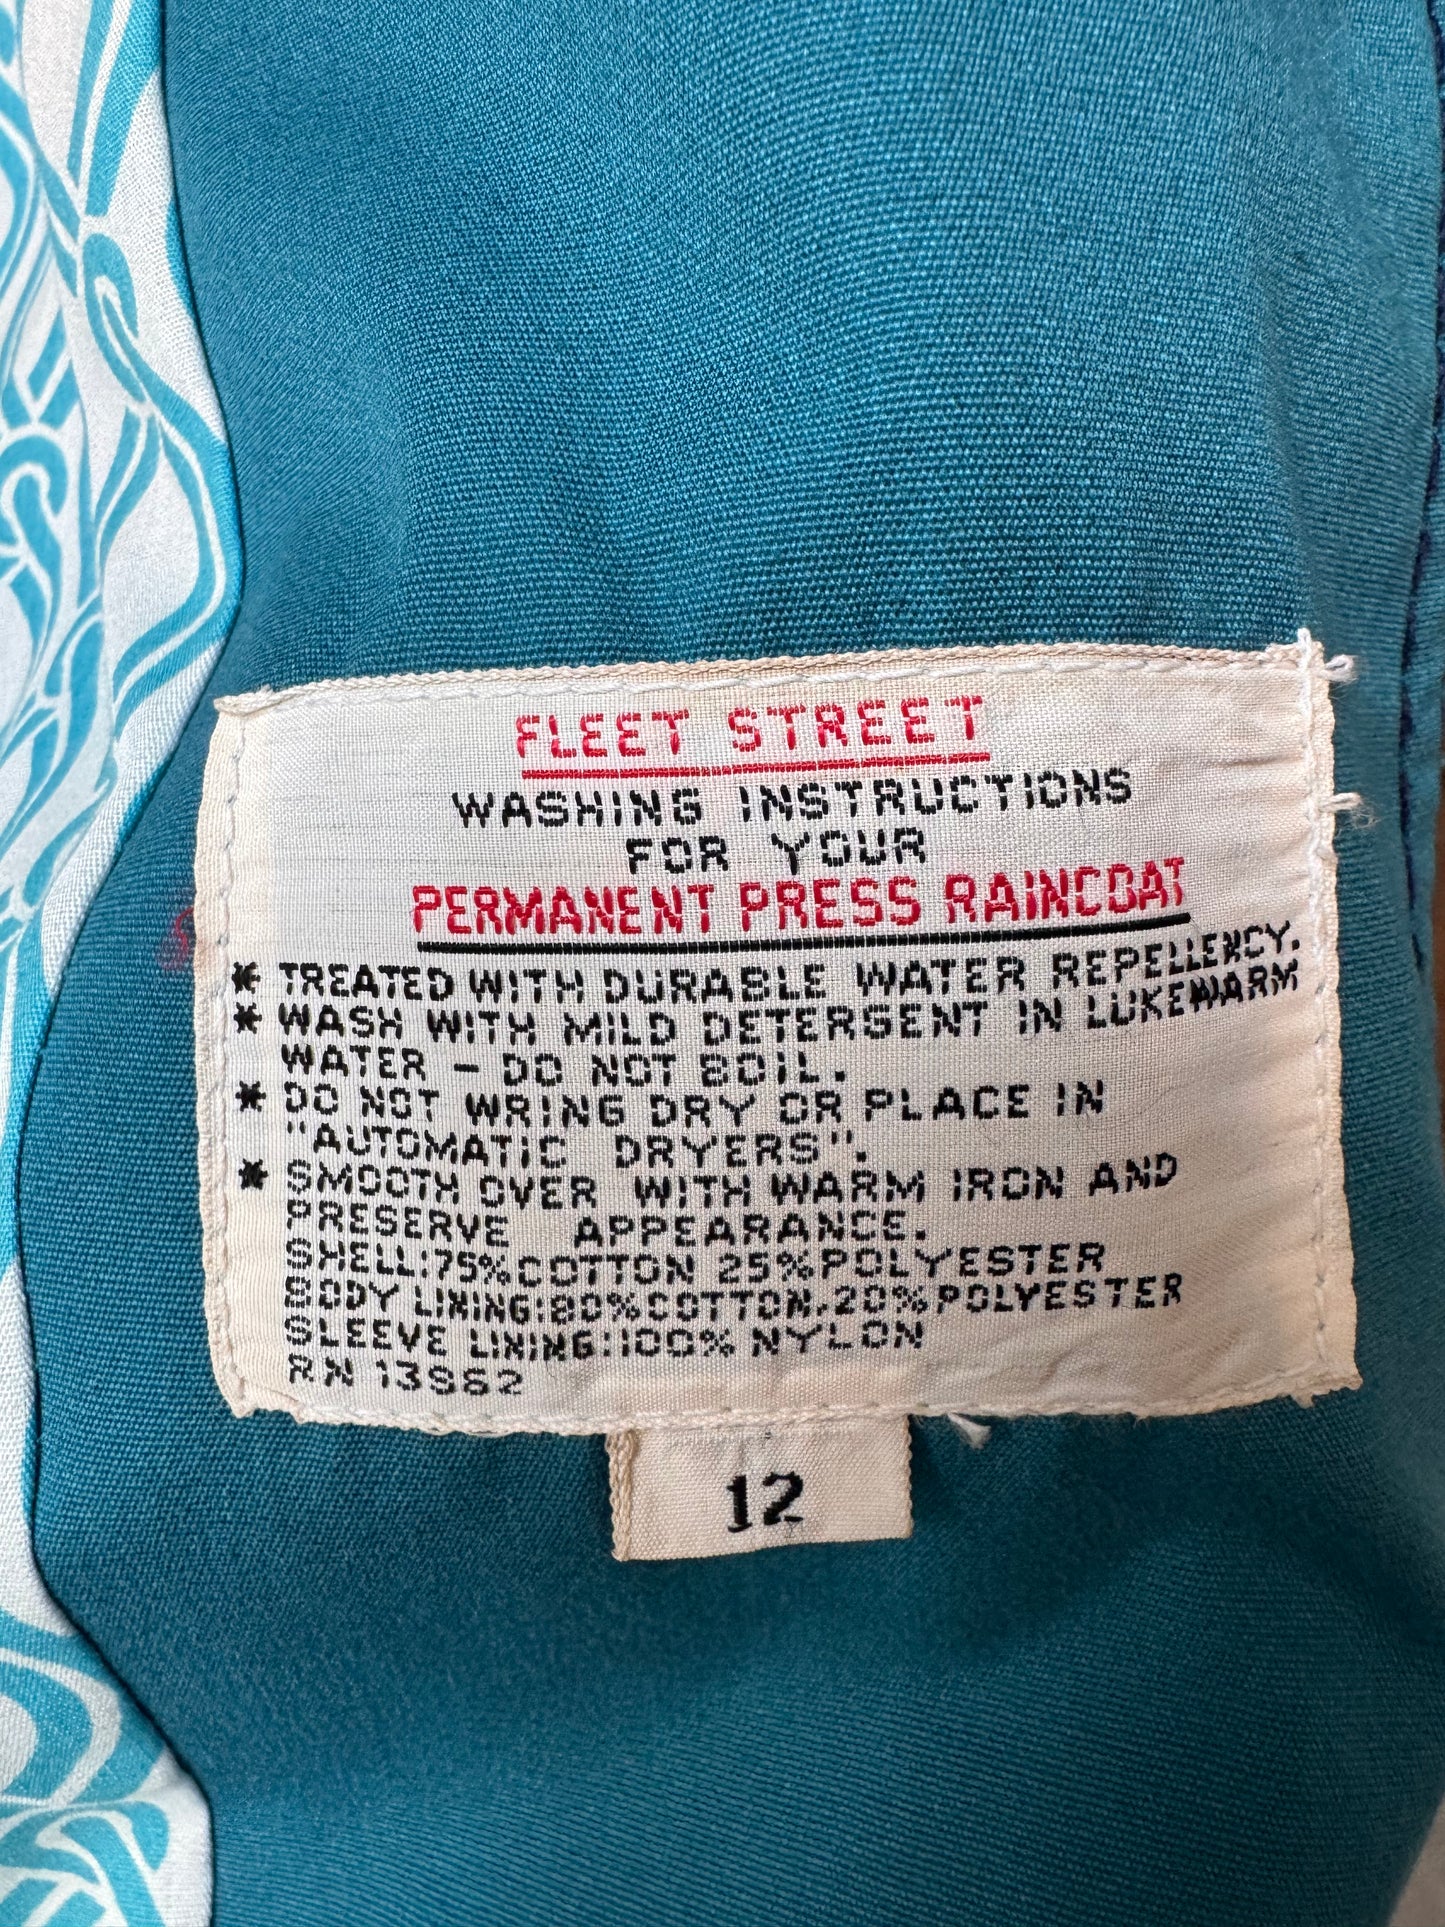 FLEET STREET
WASHING INSTRUCTIONS
FOR YOUR
PERMANENT PRESS RAINCOAT
* TREATED WITH DURABLE WATER REPELLENCY.
* WASH WITH MILD DETERGENT IN LUKEWARM
WATER - DO NOT BOIL.
* DO NOT WRING DRY OR PLACE IN
"AUTOMATIC DRYERS".
* SMOOTH OVER WITH WARM IRON AND
PRESERVE APPEARANCE.
SHELL:75%COTTON 25%POLYESTER
BODY LINING:80%COTTON.20%POLYESTER
SLEEVE LINING:100%NYLON
RN
12